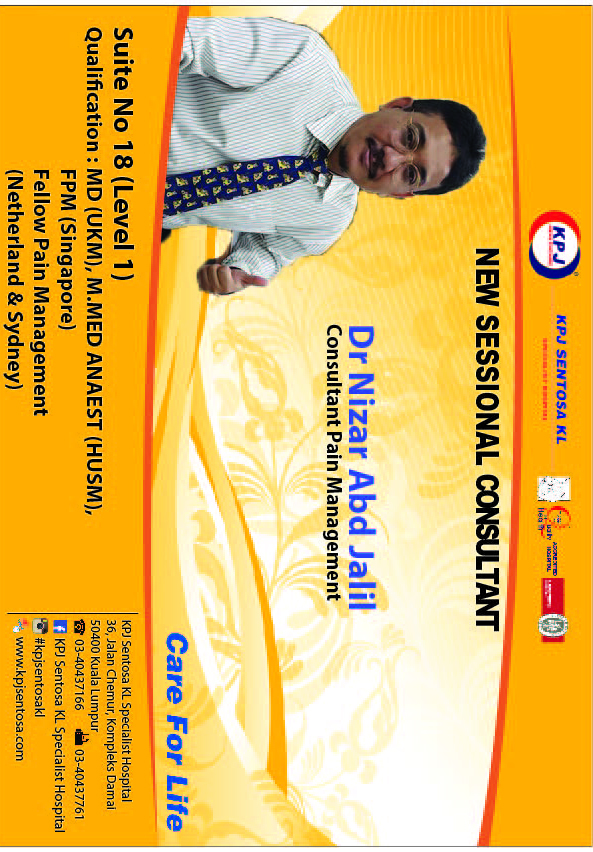 KPJ
KPJ SENTOSA KL
SPECIALIST HOSPITAL
NEW SESSIONAL CONSULTANT
Dr Nizar Abd Jalil
Consultant Pain Management
Care For Life
Suite No 18 (Level 1)
Qualification : MD (UKM), M.MED ANAEST (HUSM),
FPM (Singapore)
Fellow Pain Management
(Netherland & Sydney)
KPJ Sentosa KL Specialist Hospital
36, Jalan Chemur, Kompleks Damai
50400 Kuala Lumpur
03-40437166 03-40437761
KPJ Sentosa KL Specialist Hospital
#kpjsentosakl
www.kpjsentosa.com